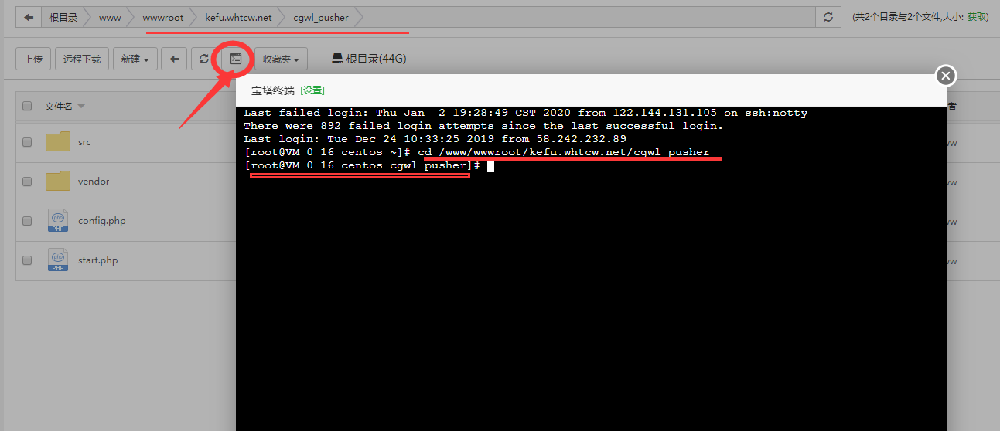 根目录 www wwwroot kefu.whtcw.net cgwl_pusher (共2个目录与2个文件,大小: 获取)
上传 远程下载 新建 收藏夹 根目录(44G)
宝塔终端 [设置]
文件名 者
Last failed login: Thu Jan  2 19:28:49 CST 2020 from 122.144.131.105 on ssh:notty
There were 892 failed login attempts since the last successful login.
Last login: Tue Dec 24 10:33:25 2019 from 58.242.232.89
[root@VM_0_16_centos ~]# cd /www/wwwroot/kefu.whtcw.net/cgwl_pusher
[root@VM_0_16_centos cgwl_pusher]#
src
vendor
php
PHP config.php
php
PHP start.php